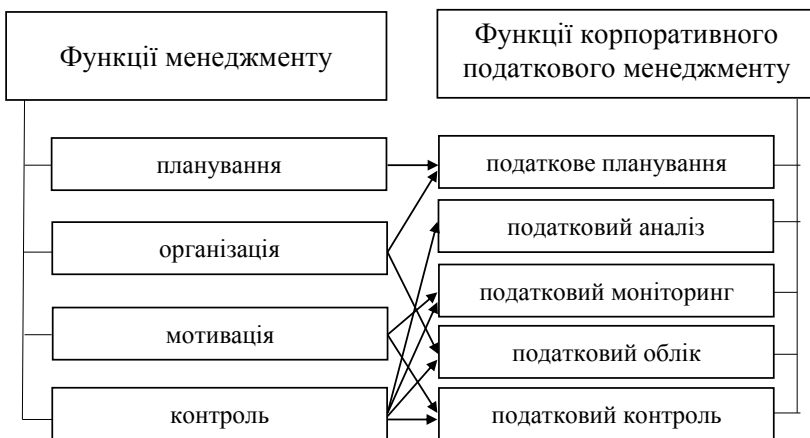 Функції менеджменту
Функції корпоративного
податкового менеджменту
планування
організація
мотивація
контроль
податкове планування
податковий аналіз
податковий моніторинг
податковий облік
податковий контроль